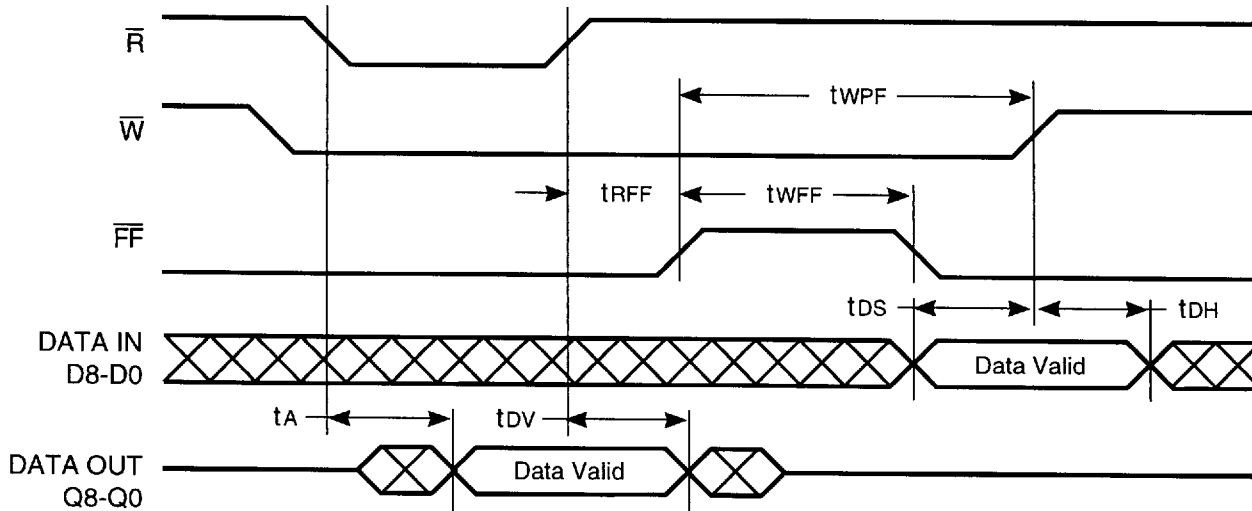 R̅
tWPF
W̅
tRFF
tWFF
F̅F̅
tDS
tDH
DATA IN
D8-D0
Data Valid
tA
tDV
DATA OUT
Q8-Q0
Data Valid